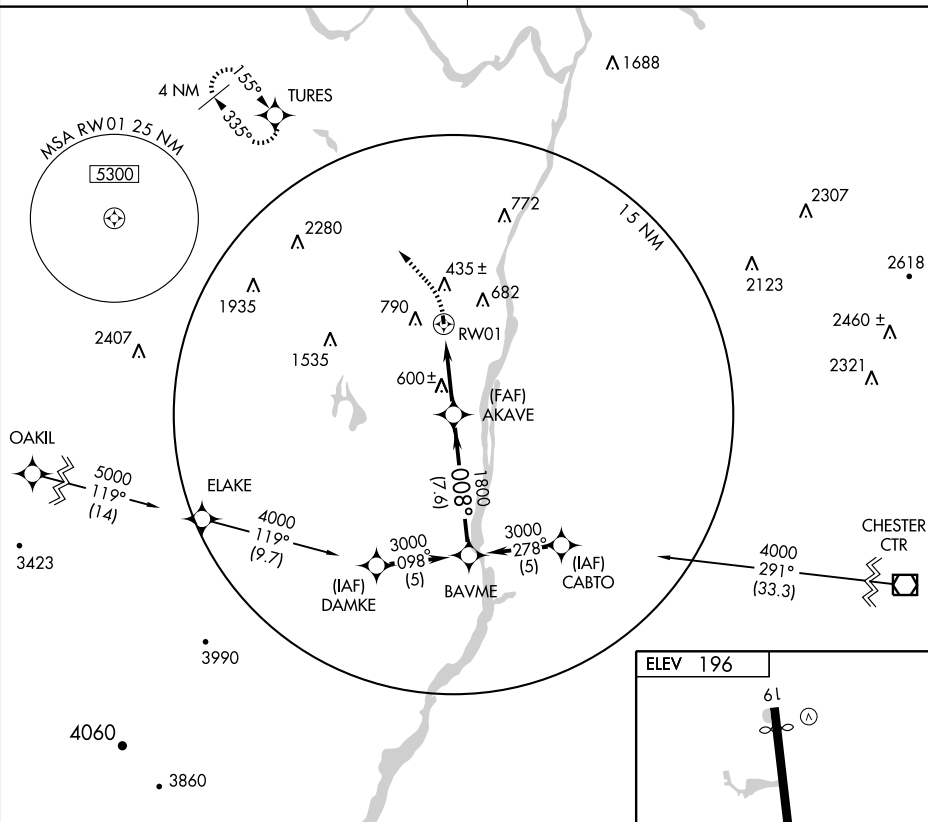 1688
155°
4 NM
TURES
335°
MSA RW01 25 NM
5300
15 NM
772
2307
2280
2618
435±
2123
1935
682
790
2460 ±
RW01
2407
1535
2321
600±
(FAF)
AKAVE
OAKIL
5000
119°
(14)
1800
008°
(7.6)
ELAKE
4000
119°
(9.7)
3000
098°
(5)
3000
278°
(5)
CHESTER
CTR
4000
291°
(33.3)
3423
(IAF)
DAMKE
BAVME
(IAF)
CABTO
3990
ELEV 196
19
4060
3860